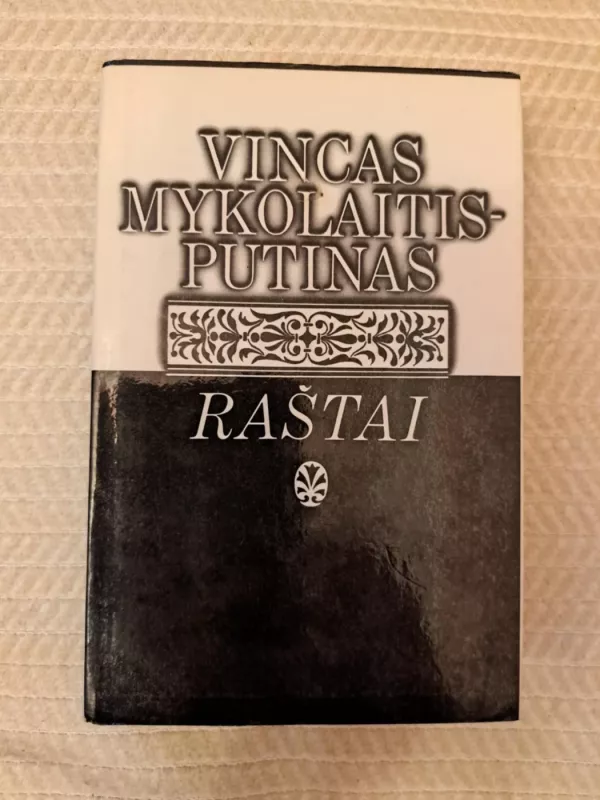 VINCAS
MYKOLAITIS-
PUTINAS
RAŠTAI